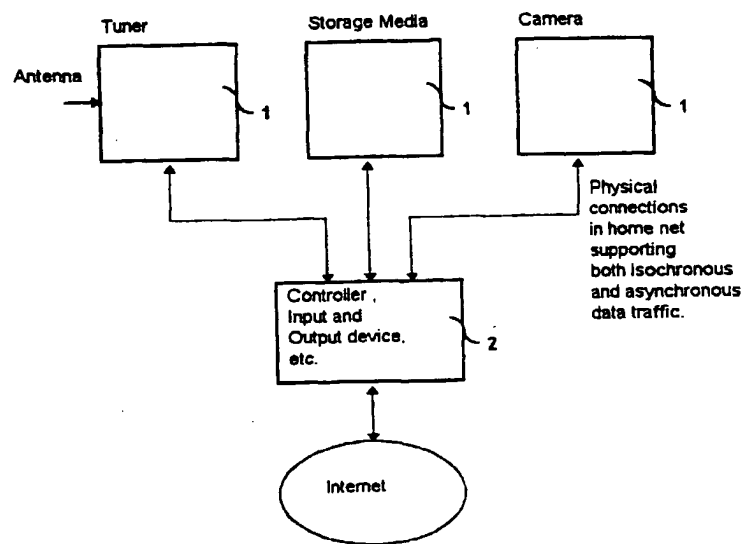 Tuner
Storage Media
Camera
Antenna
1
1
1
Physical
connections
in home net
supporting
both isochronous
and asynchronous
data traffic.
Controller ,
Input and
Output device,
etc.
2
Internet